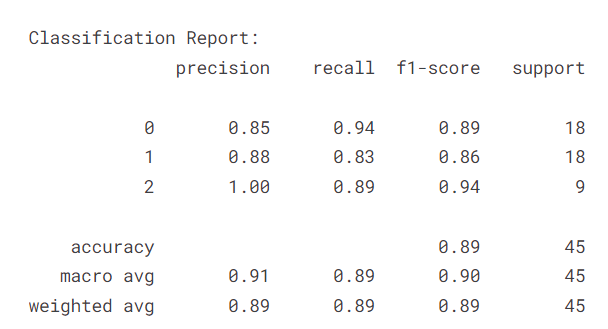 Classification Report:
precision recall f1-score support
0 0.85 0.94 0.89 18
1 0.88 0.83 0.86 18
2 1.00 0.89 0.94 9
accuracy 0.89 45
macro avg 0.91 0.89 0.90 45
weighted avg 0.89 0.89 0.89 45